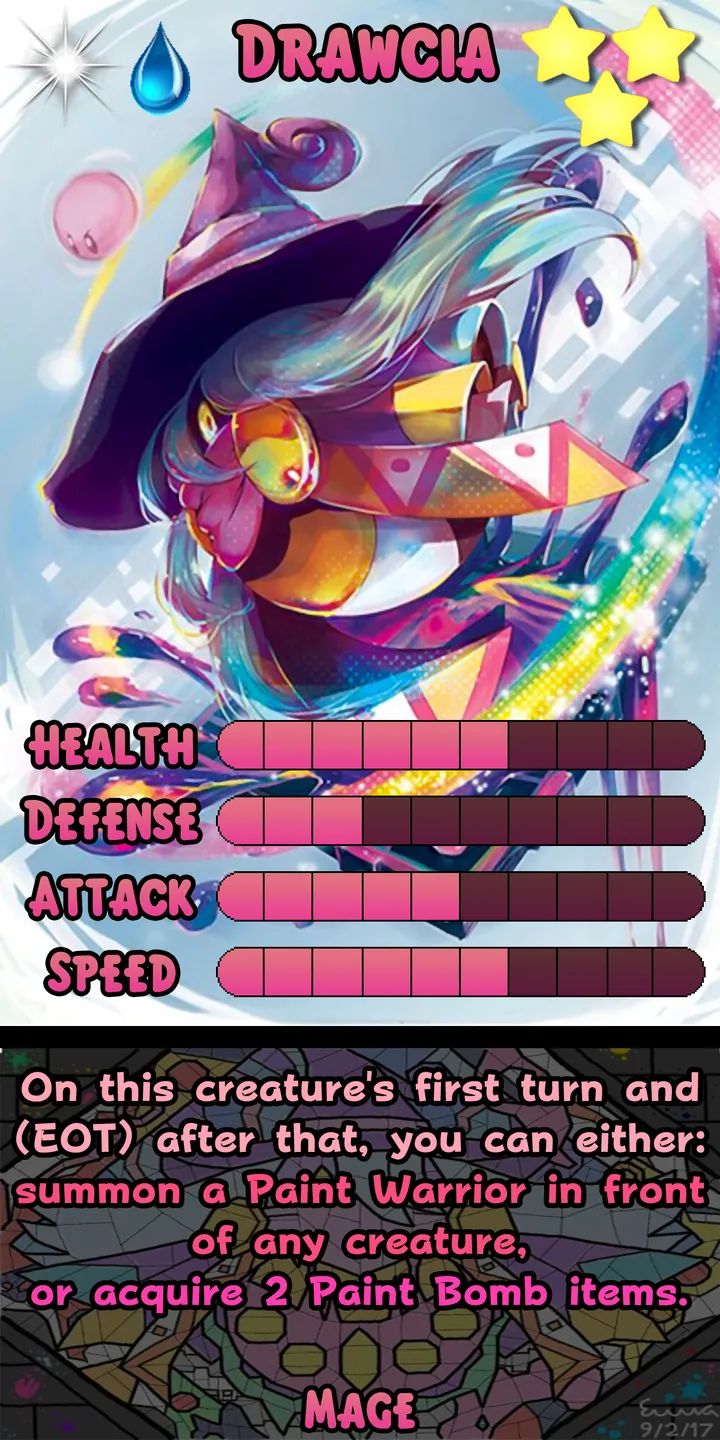 DRAWCIA
HEALTH
DEFENSE
ATTACK
SPEED
On this creature's first turn and
(EOT) after that, you can either:
summon a Paint Warrior in front
of any creature,
or acquire 2 Paint Bomb items.
MAGE
9/2/17